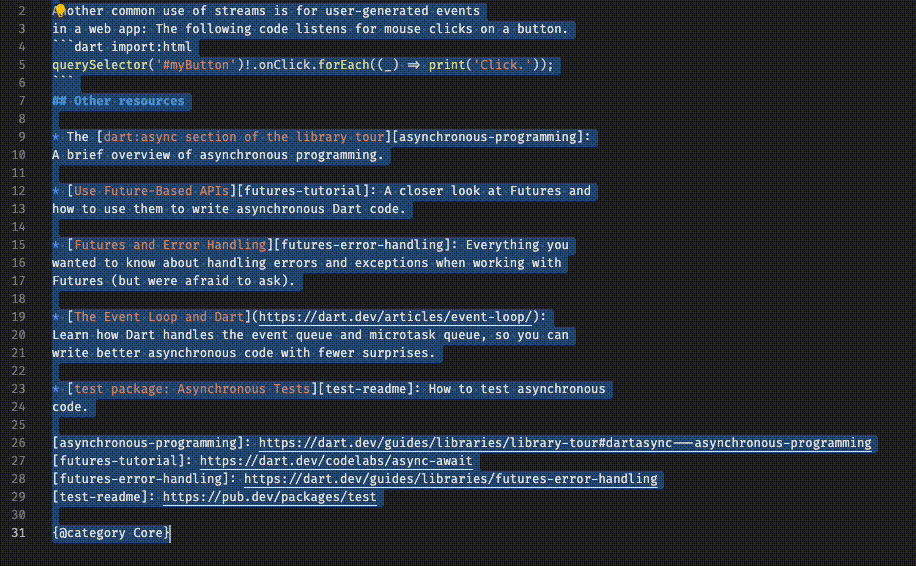 2 Another common use of streams is for user-generated events
3 in a web app: The following code listens for mouse clicks on a button.
4 ```dart import:html
5 querySelector('#myButton')!.onClick.forEach((_) => print('Click.'));
6 ```
7 ## Other resources
8
9 * The [dart:async section of the library tour][asynchronous-programming]:
10 A brief overview of asynchronous programming.
11
12 * [Use Future-Based APIs][futures-tutorial]: A closer look at Futures and
13 how to use them to write asynchronous Dart code.
14
15 * [Futures and Error Handling][futures-error-handling]: Everything you
16 wanted to know about handling errors and exceptions when working with
17 Futures (but were afraid to ask).
18
19 * [The Event Loop and Dart](https://dart.dev/articles/event-loop/):
20 Learn how Dart handles the event queue and microtask queue, so you can
21 write better asynchronous code with fewer surprises.
22
23 * [test package: Asynchronous Tests][test-readme]: How to test asynchronous
24 code.
25
26 [asynchronous-programming]: https://dart.dev/guides/libraries/library-tour#dartasync---asynchronous-programming
27 [futures-tutorial]: https://dart.dev/codelabs/async-await
28 [futures-error-handling]: https://dart.dev/guides/libraries/futures-error-handling
29 [test-readme]: https://pub.dev/packages/test
30
31 {@category Core}